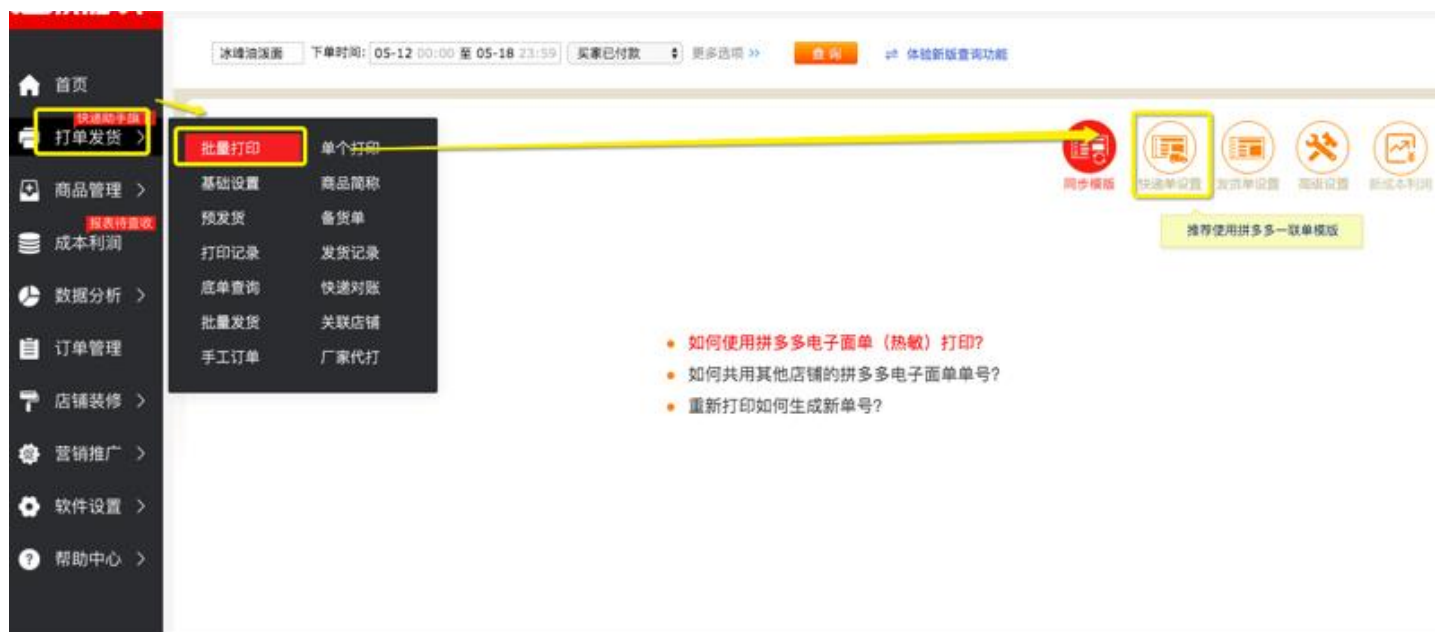 冰峰油泼面 下单时间: 05-12 00:00 至 05-18 23:59 买家已付款 更多选项 >> 查询 体验新版查询功能
首页
打单发货 >
批量打印 单个打印
基础设置 商品简称
预发货 备货单
打印记录 发货记录
底单查询 快递对账
批量发货 关联店铺
手工订单 厂家代打
商品管理 >
报表待查收
成本利润
数据分析 >
订单管理
店铺装修 >
营销推广 >
软件设置 >
帮助中心 >
同步模版 快递单设置 发货单设置 高级设置 新成本利润
推荐使用拼多多一联单模版
• 如何使用拼多多电子面单（热敏）打印?
• 如何共用其他店铺的拼多多电子面单单号?
• 重新打印如何生成新单号?